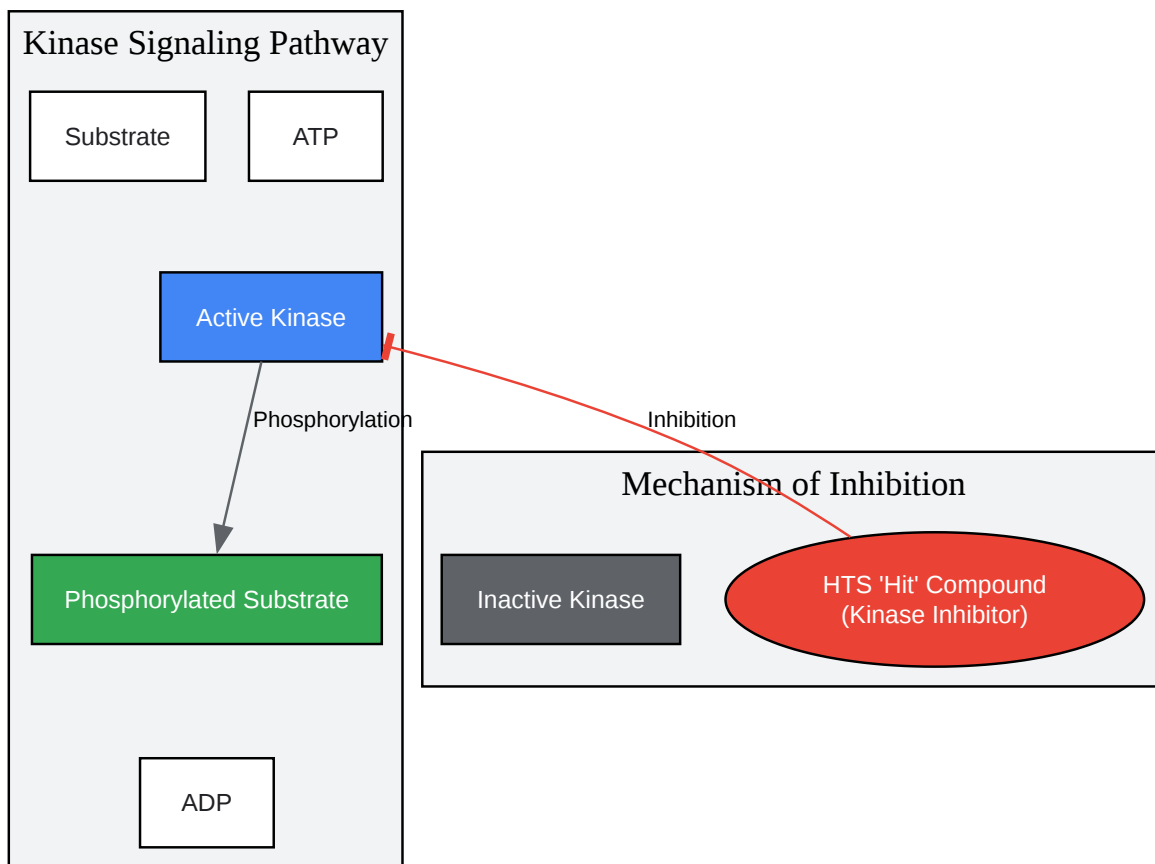 Kinase Signaling Pathway
Substrate
ATP
Active Kinase
Phosphorylation
Inhibition
Mechanism of Inhibition
Phosphorylated Substrate
Inactive Kinase
HTS 'Hit' Compound
(Kinase Inhibitor)
ADP